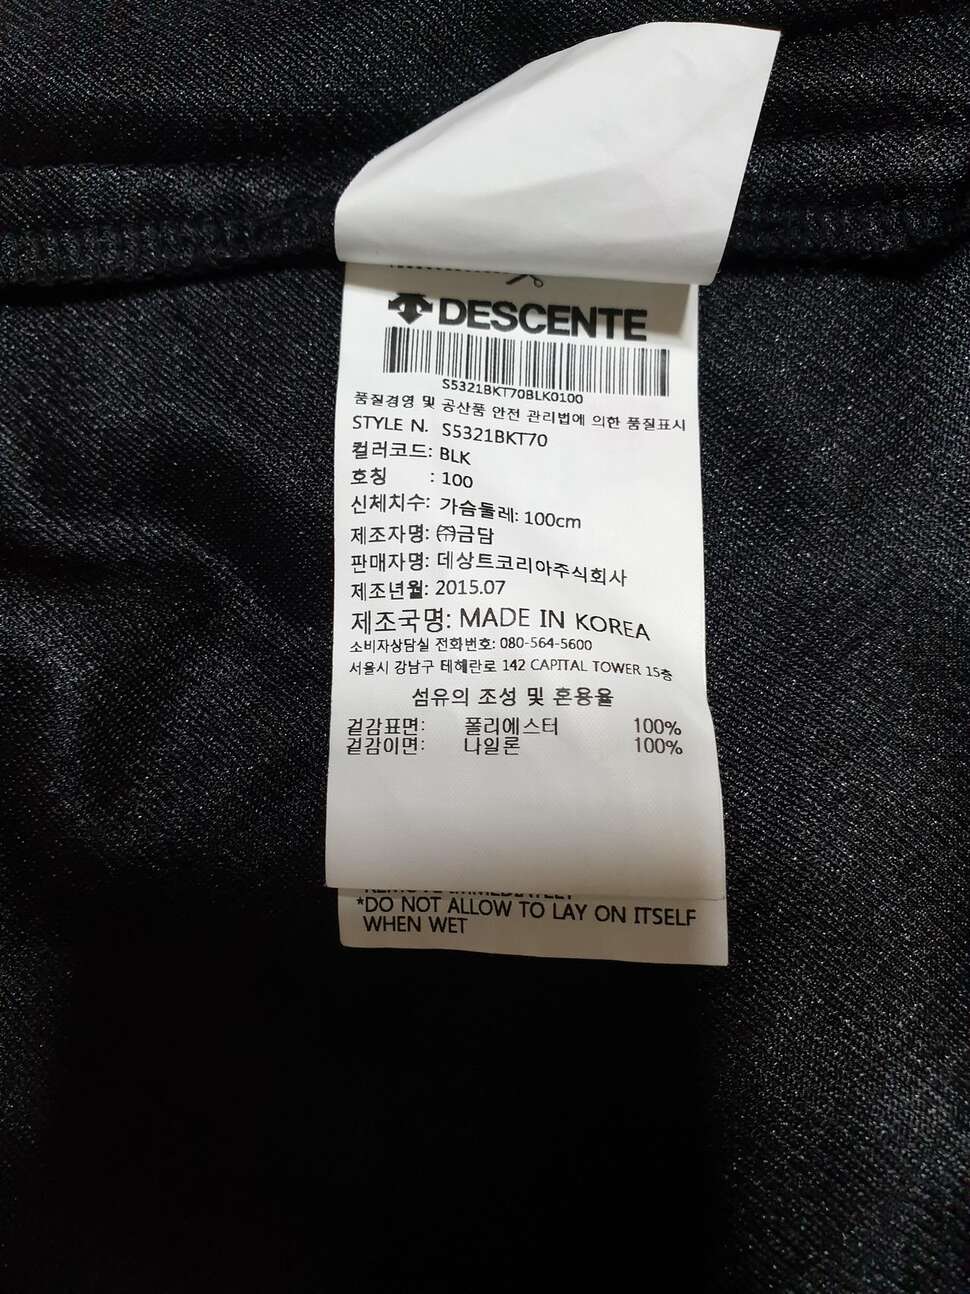 DESCENTE
S5321BKT70BLK0100
품질경영 및 공산품 안전 관리법에 의한 품질표시
STYLE N. S5321BKT70
컬러코드: BLK
호칭 : 100
신체치수: 가슴둘레: 100cm
제조자명: ㈜금담
판매자명: 데상트코리아주식회사
제조년월: 2015.07
제조국명: MADE IN KOREA
소비자상담실 전화번호: 080-564-5600
서울시 강남구 테헤란로 142 CAPITAL TOWER 15층
섬유의 조성 및 혼용율
겉감표면: 폴리에스터 100%
겉감이면: 나일론 100%
*DO NOT ALLOW TO LAY ON ITSELF
WHEN WET